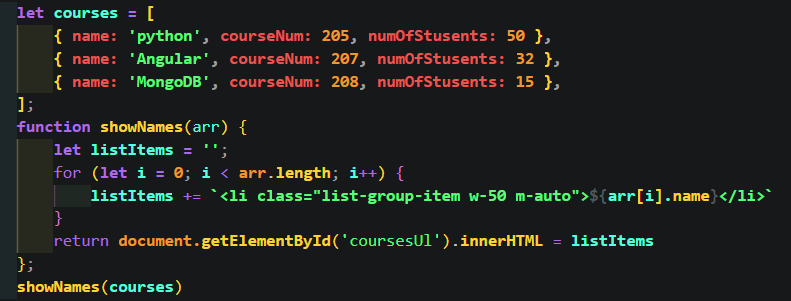 let courses = [
    { name: 'python', courseNum: 205, numOfStusents: 50 },
    { name: 'Angular', courseNum: 207, numOfStusents: 32 },
    { name: 'MongoDB', courseNum: 208, numOfStusents: 15 },
];
function showNames(arr) {
    let listItems = '';
    for (let i = 0; i < arr.length; i++) {
        listItems += `<li class="list-group-item w-50 m-auto">${arr[i].name}</li>`
    }
    return document.getElementById('coursesUl').innerHTML = listItems
};
showNames(courses)